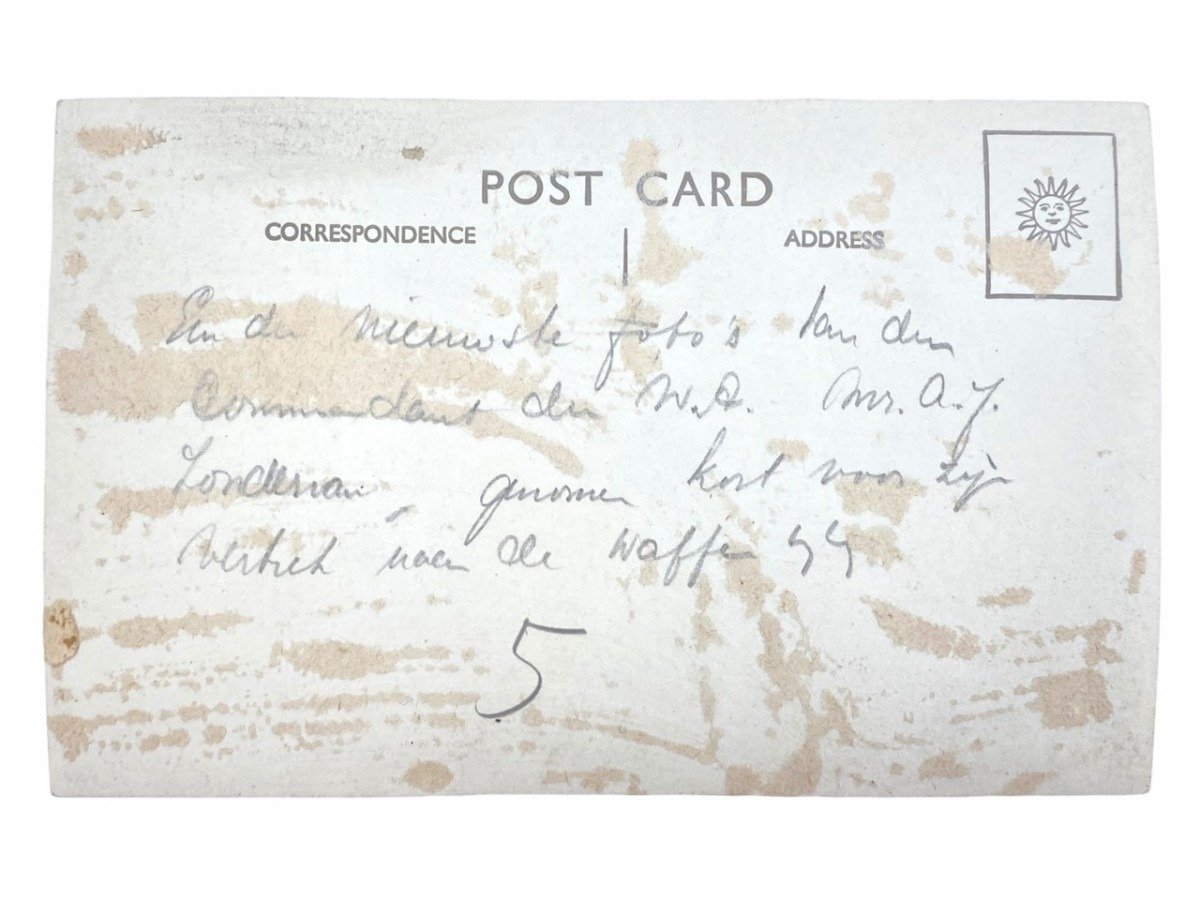 POST CARD
CORRESPONDENCE
ADDRESS
Een der nieuwste foto's van den
Commandant der W.A. Mr. A.J.
Zondervan, genomen kort voor zijn
vertrek naar de Waffen SS
5